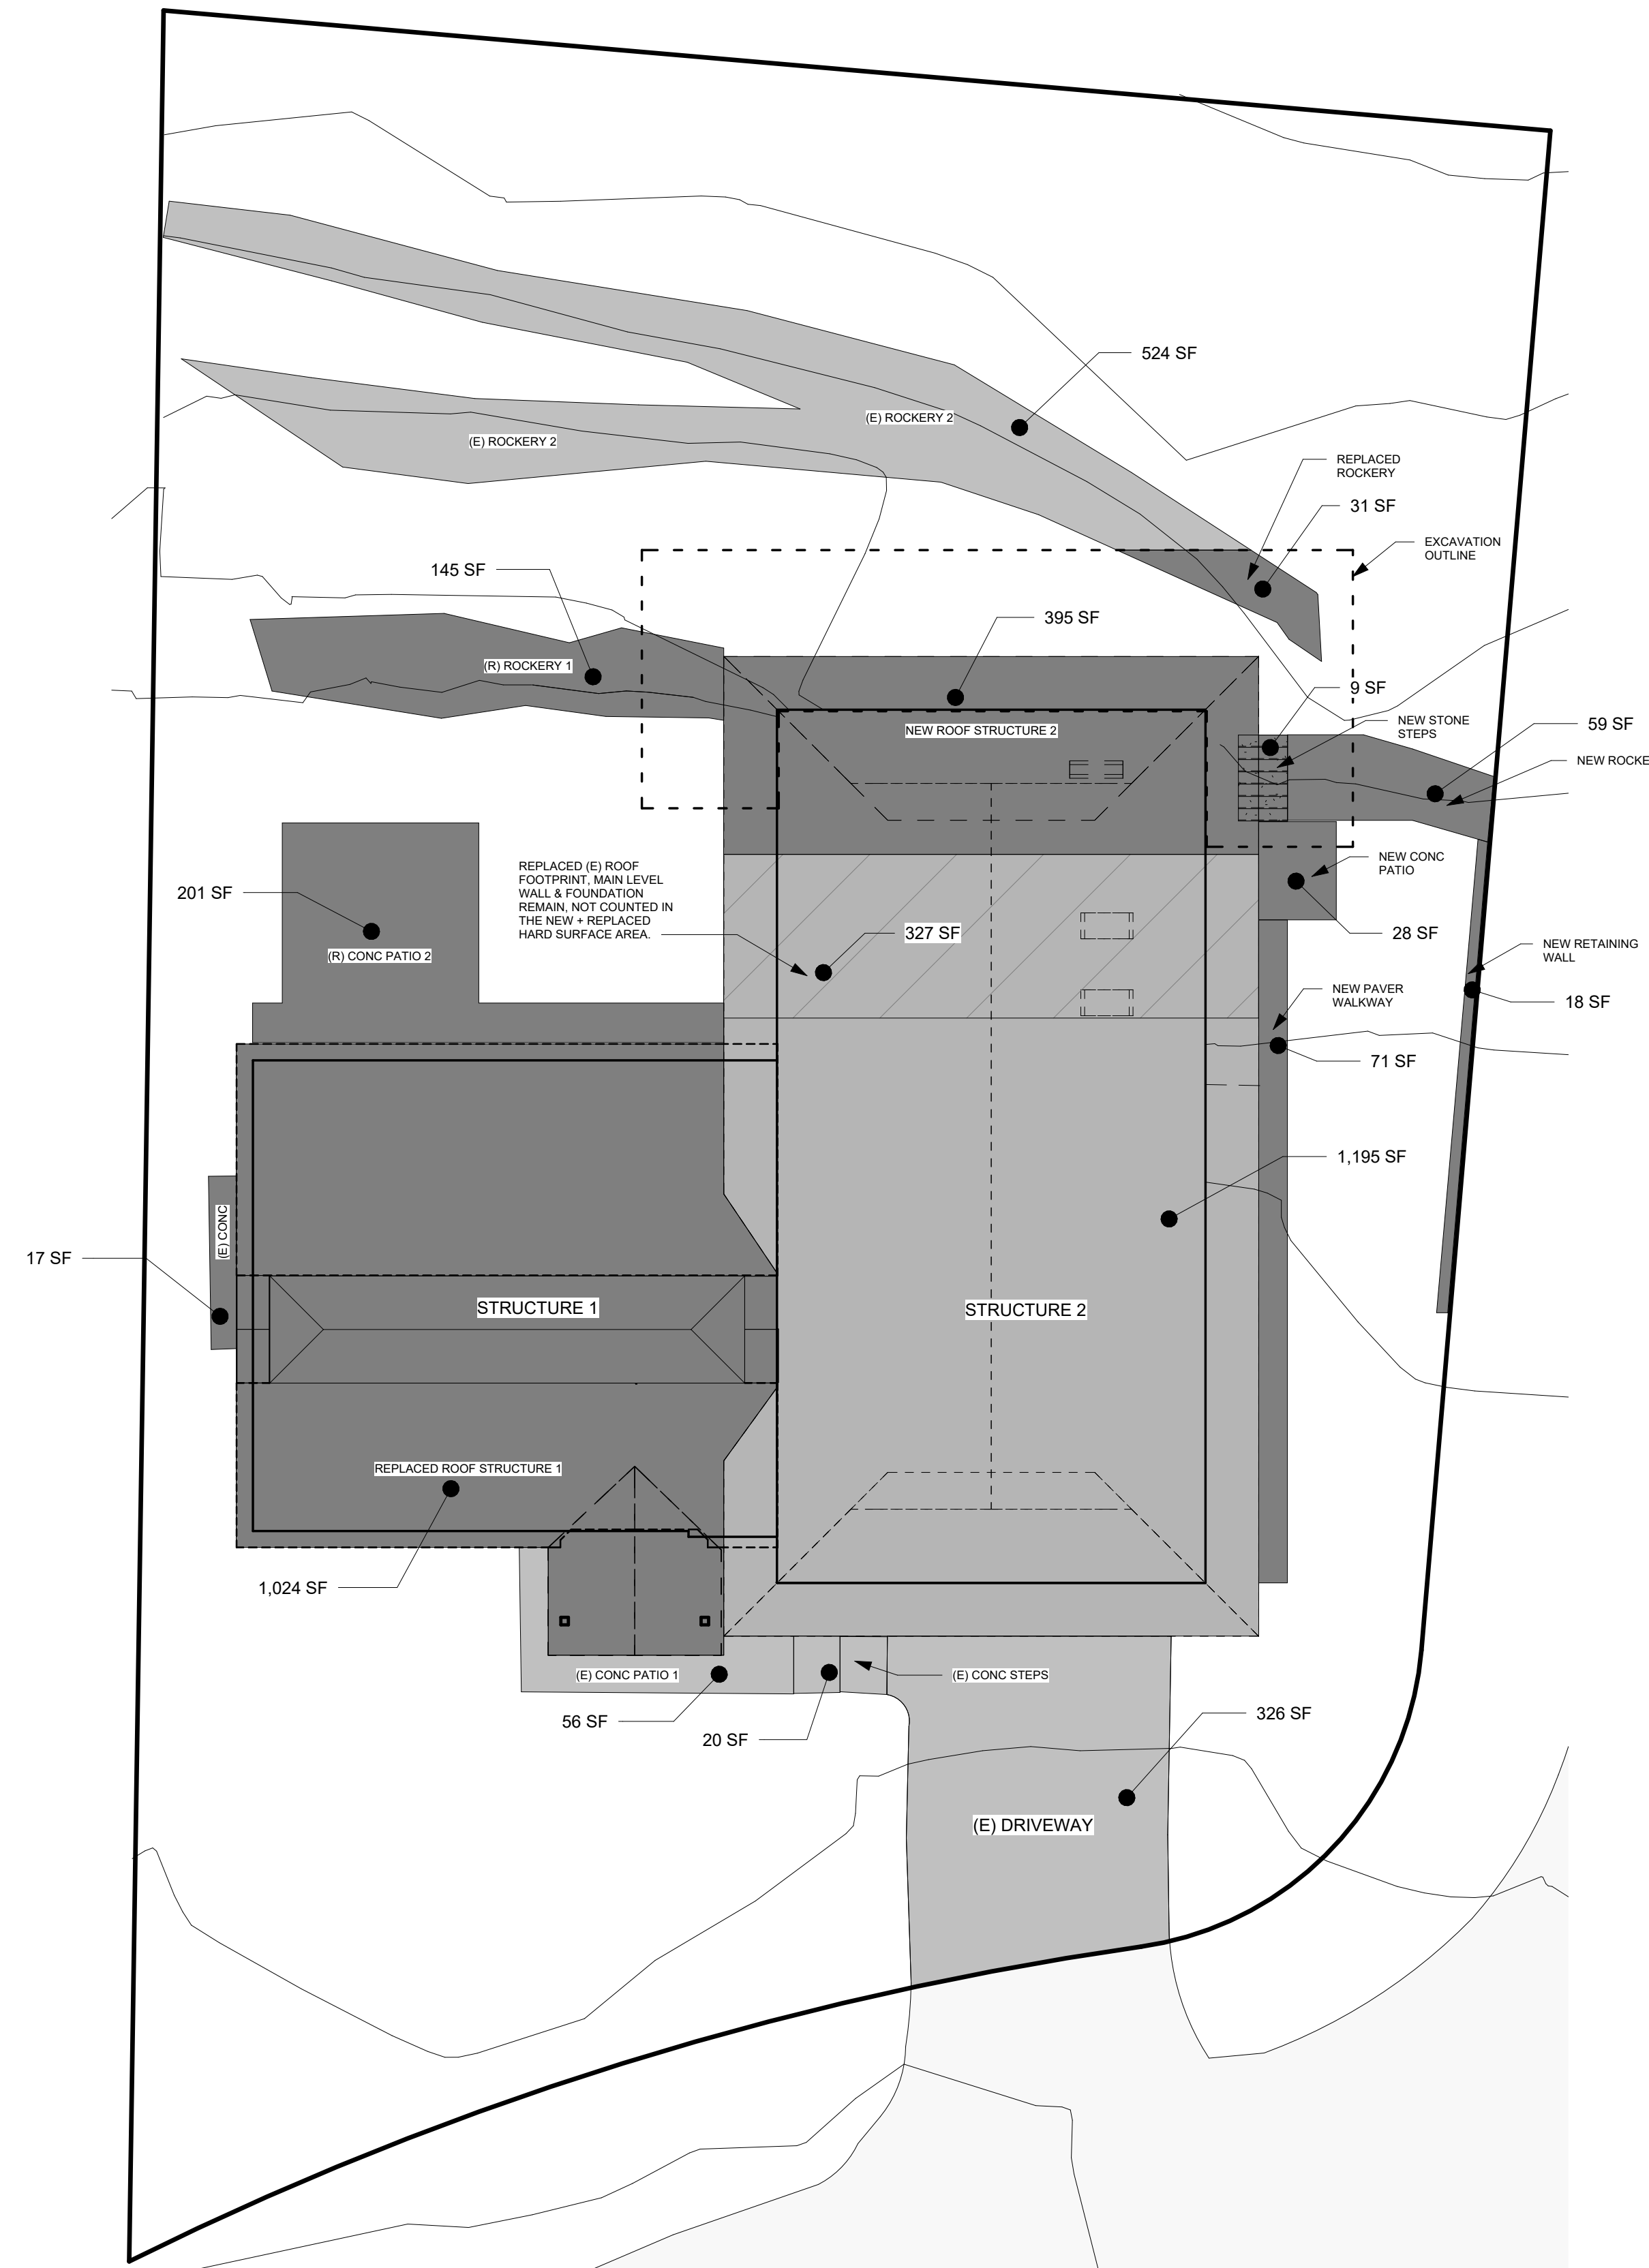 524 SF
(E) ROCKERY 2
(E) ROCKERY 2
REPLACED
ROCKERY
31 SF
EXCAVATION
OUTLINE
145 SF
395 SF
(R) ROCKERY 1
9 SF
NEW STONE
STEPS
59 SF
NEW ROOF STRUCTURE 2
NEW ROCKE
REPLACED (E) ROOF
FOOTPRINT, MAIN LEVEL
WALL & FOUNDATION
REMAIN, NOT COUNTED IN
THE NEW + REPLACED
HARD SURFACE AREA.
NEW CONC
PATIO
201 SF
327 SF
28 SF
(R) CONC PATIO 2
NEW RETAINING
WALL
NEW PAVER
WALKWAY
18 SF
71 SF
1,195 SF
(E) CONC
17 SF
STRUCTURE 1
STRUCTURE 2
REPLACED ROOF STRUCTURE 1
1,024 SF
(E) CONC PATIO 1
(E) CONC STEPS
56 SF
20 SF
326 SF
(E) DRIVEWAY